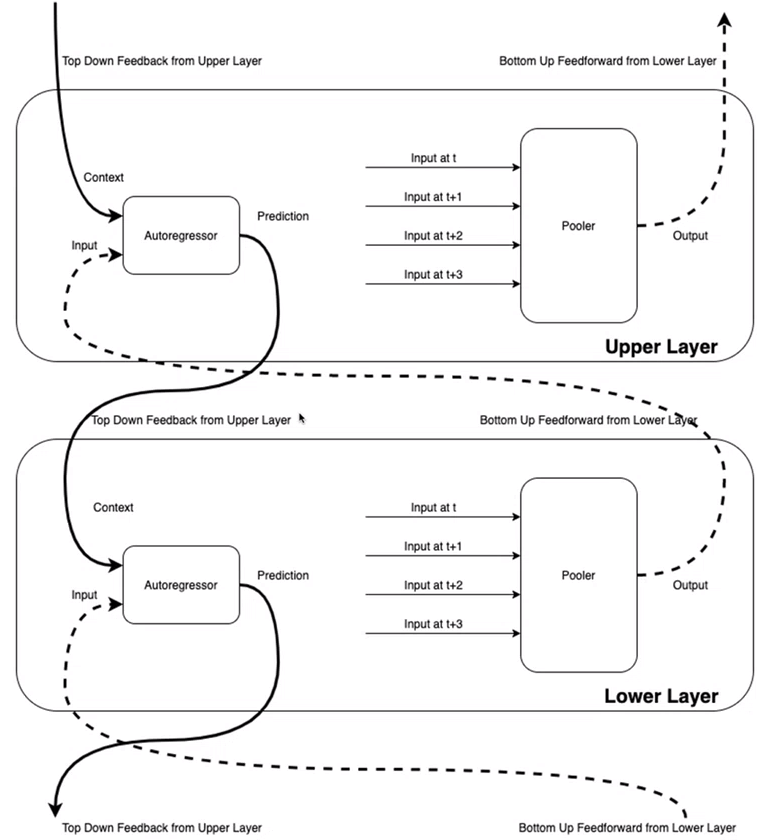 Top Down Feedback from Upper Layer
Bottom Up Feedforward from Lower Layer
Context
Input at t
Input at t+1
Prediction
Autoregressor
Input
Input at t+2
Pooler
Output
Input at t+3
Upper Layer
Top Down Feedback from Upper Layer
Bottom Up Feedforward from Lower Layer
Context
Input at t
Input at t+1
Prediction
Autoregressor
Input
Input at t+2
Pooler
Output
Input at t+3
Lower Layer
Top Down Feedback from Upper Layer
Bottom Up Feedforward from Lower Layer